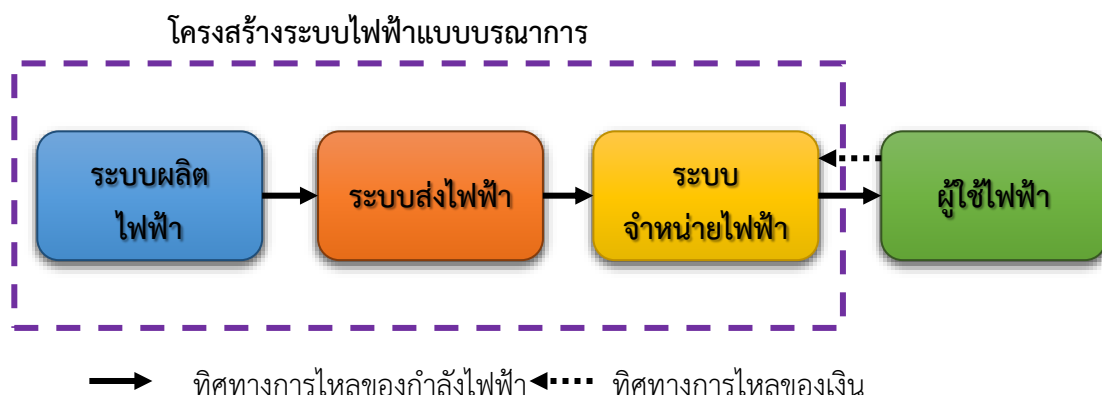 โครงสร้างระบบไฟฟ้าแบบบรณาการ
ระบบผลิต
ไฟฟ้า
ระบบส่งไฟฟ้า
ระบบ
จำหน่ายไฟฟ้า
ผู้ใช้ไฟฟ้า
ทิศทางการไหลของกำลังไฟฟ้า
ทิศทางการไหลของเงิน